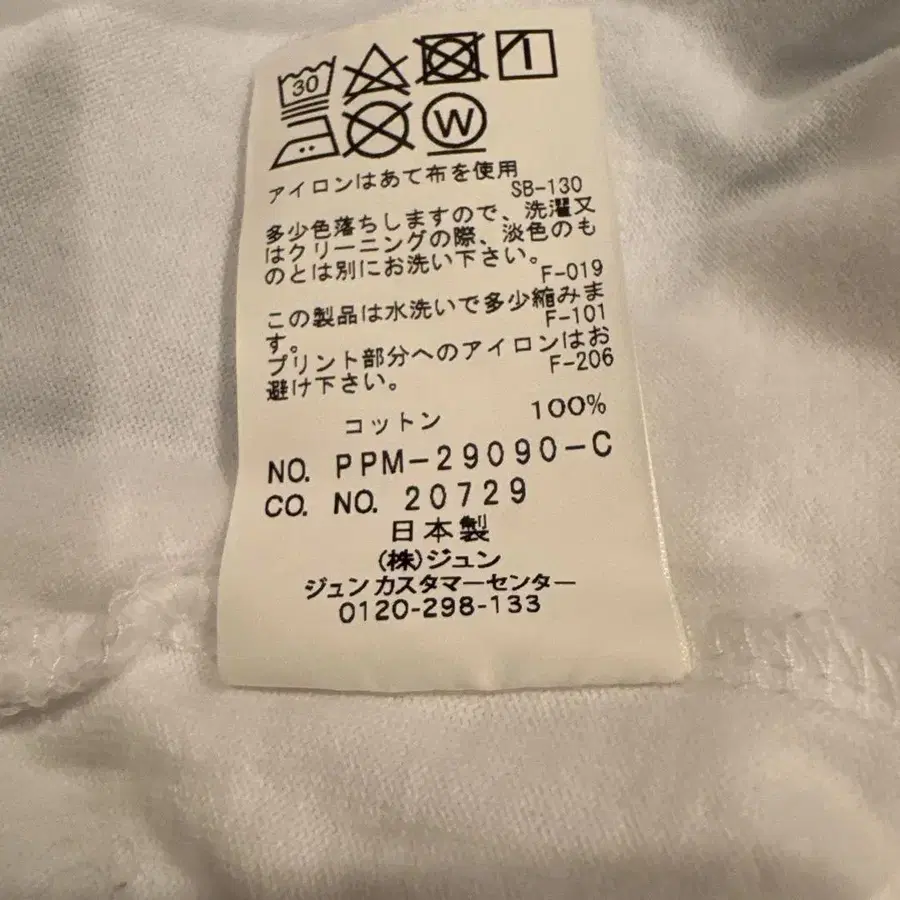 30
W
アイロンはあて布を使用
SB-130
多少色落ちしますので、洗濯又
はクリーニングの際、淡色のも
のとは別にお洗い下さい。
F-019
この製品は水洗いで多少縮みま
す。
F-101
プリント部分へのアイロンはお
避け下さい。
F-206
コットン 100%
NO. PPM-29090-C
CO. NO. 20729
日本製
(株)ジュン
ジュン カスタマーセンター
0120-298-133